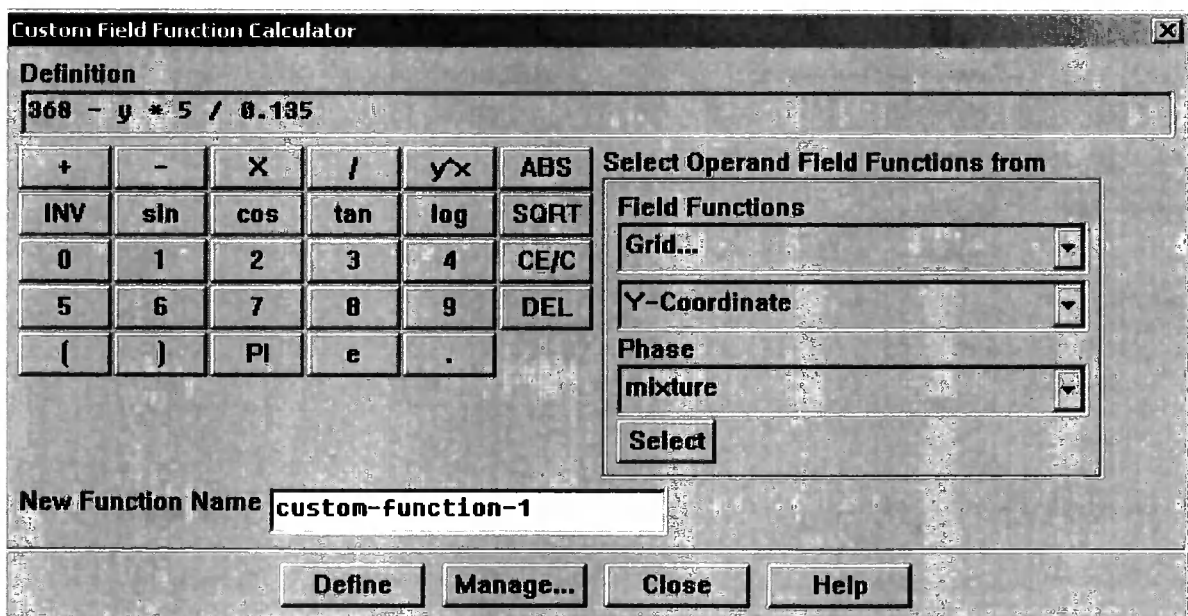 Custom Field Function Calculator
Definition
368 - y * 5 / 0.135
+ - X / y^x ABS
INV sin cos tan log SQRT
0 1 2 3 4 CE/C
5 6 7 8 9 DEL
( ) PI e .
Select Operand Field Functions from
Field Functions
Grid...
Y-Coordinate
Phase
mixture
Select
New Function Name custom-function-1
Define Manage... Close Help